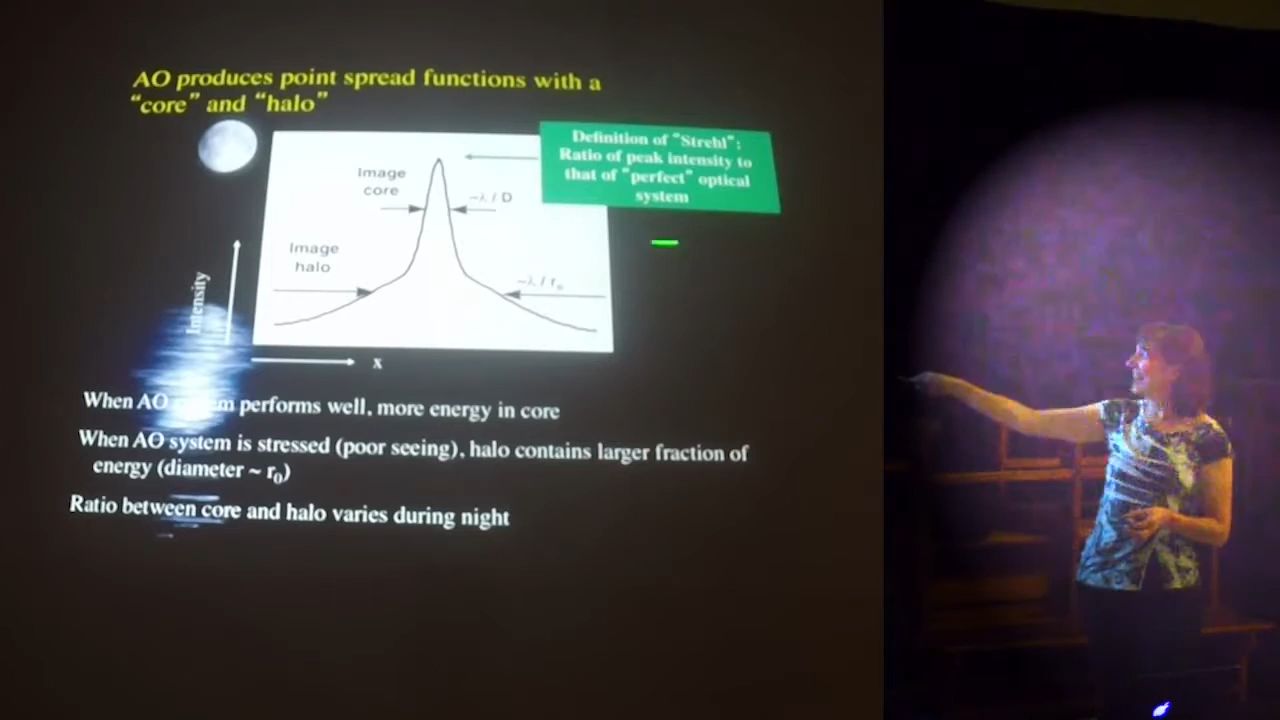 AO produces point spread functions with a
“core” and “halo”
Definition of “Strehl”:
Ratio of peak intensity to
that of “perfect” optical
system
Image
core
~λ / D
Image
halo
~λ / r₀
Intensity
x
When AO system performs well, more energy in core
When AO system is stressed (poor seeing), halo contains larger fraction of
energy (diameter ~ r₀)
Ratio between core and halo varies during night